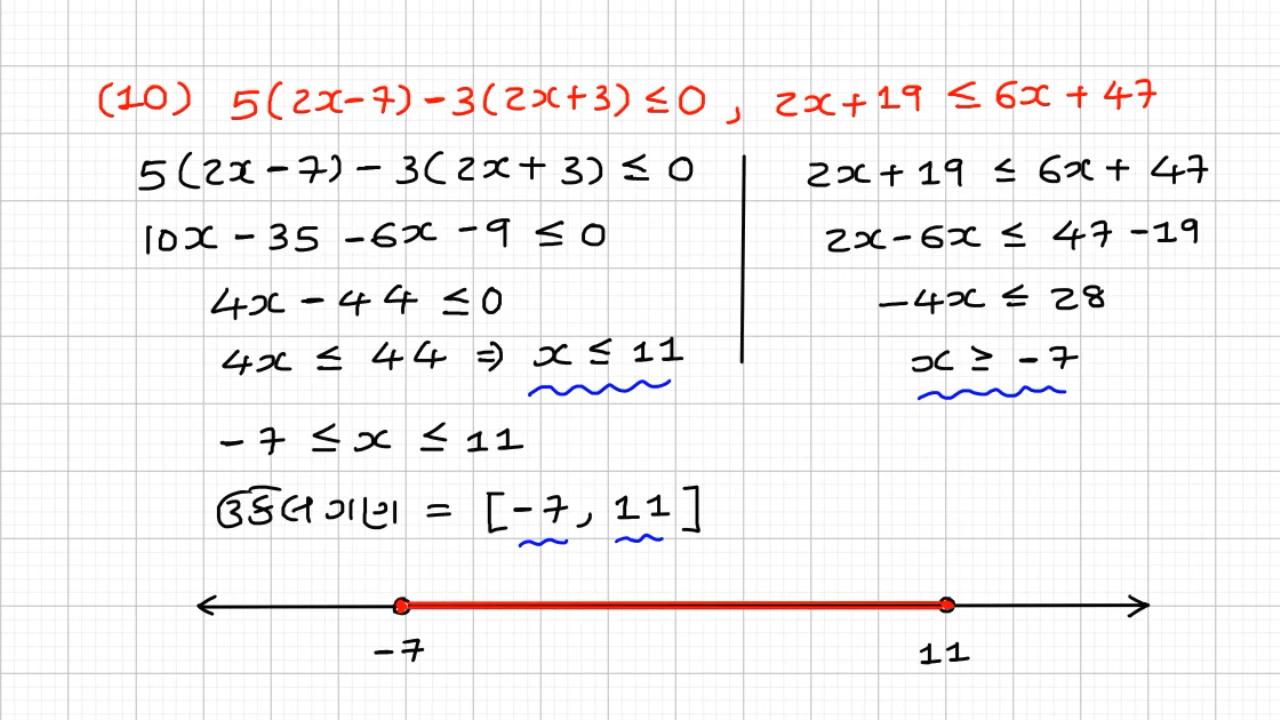 (10) 5(2x-7)-3(2x+3) ≤ 0 , 2x+19 ≤ 6x+47
5(2x-7)-3(2x+3) ≤ 0
10x-35-6x-9 ≤ 0
4x-44 ≤ 0
4x ≤ 44 ⇒ x ≤ 11
2x+19 ≤ 6x+47
2x-6x ≤ 47-19
-4x ≤ 28
x ≥ -7
-7 ≤ x ≤ 11
ઉકેલગણ = [-7, 11]
-7 11